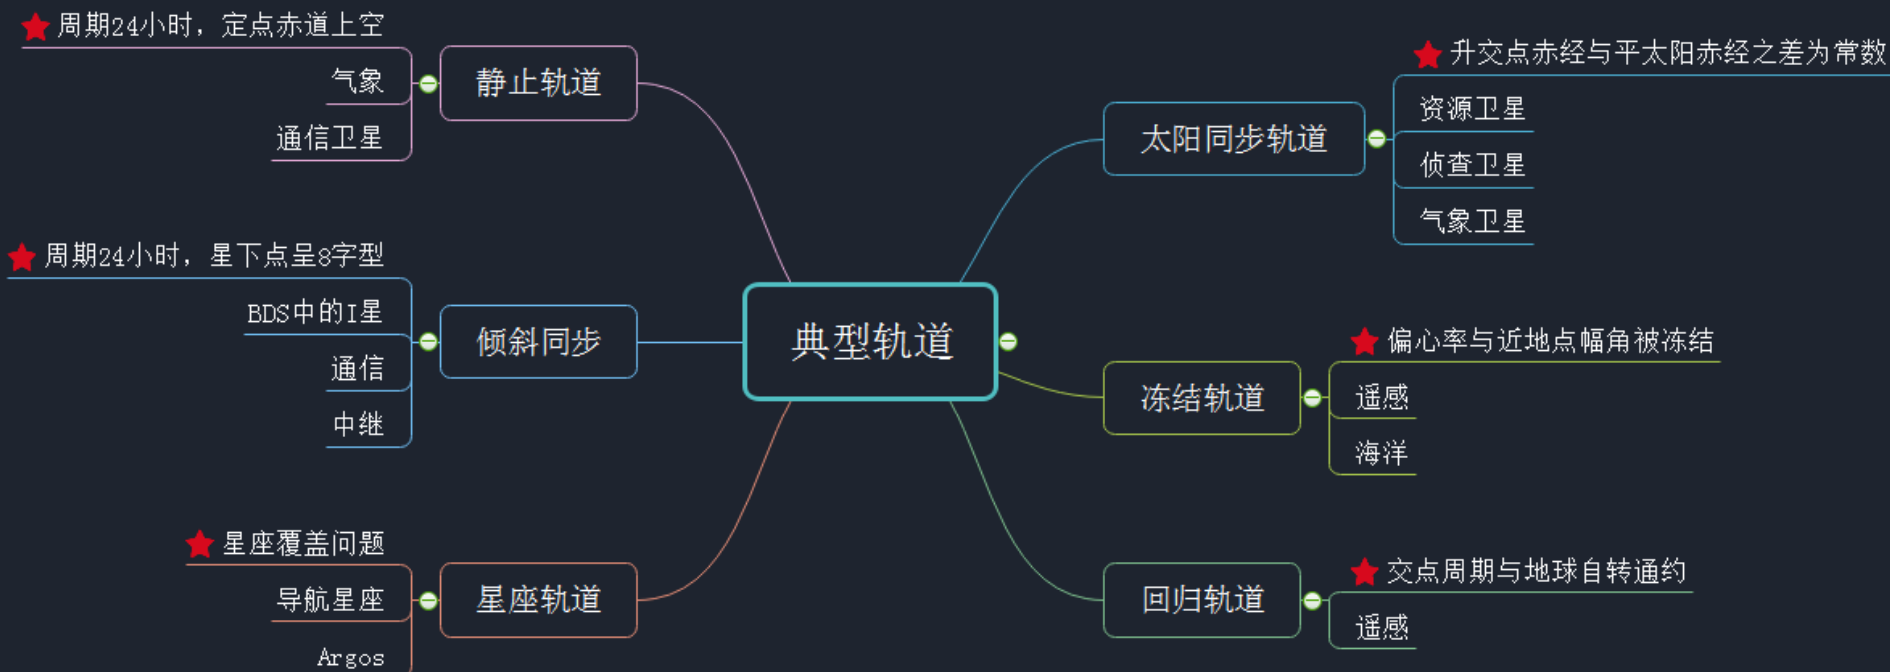 典型轨道
静止轨道
周期24小时，定点赤道上空
气象
通信卫星
倾斜同步
周期24小时，星下点呈8字型
BDS中的I星
通信
中继
星座轨道
星座覆盖问题
导航星座
Argos
太阳同步轨道
升交点赤经与平太阳赤经之差为常数
资源卫星
侦查卫星
气象卫星
冻结轨道
偏心率与近地点幅角被冻结
遥感
海洋
回归轨道
交点周期与地球自转通约
遥感